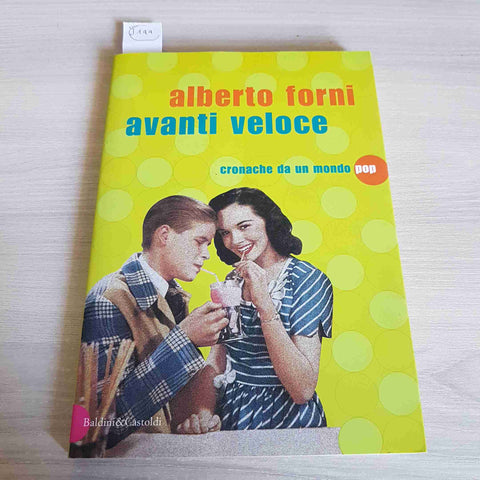 alberto forni
avanti veloce
cronache da un mondo pop
Baldini&Castoldi